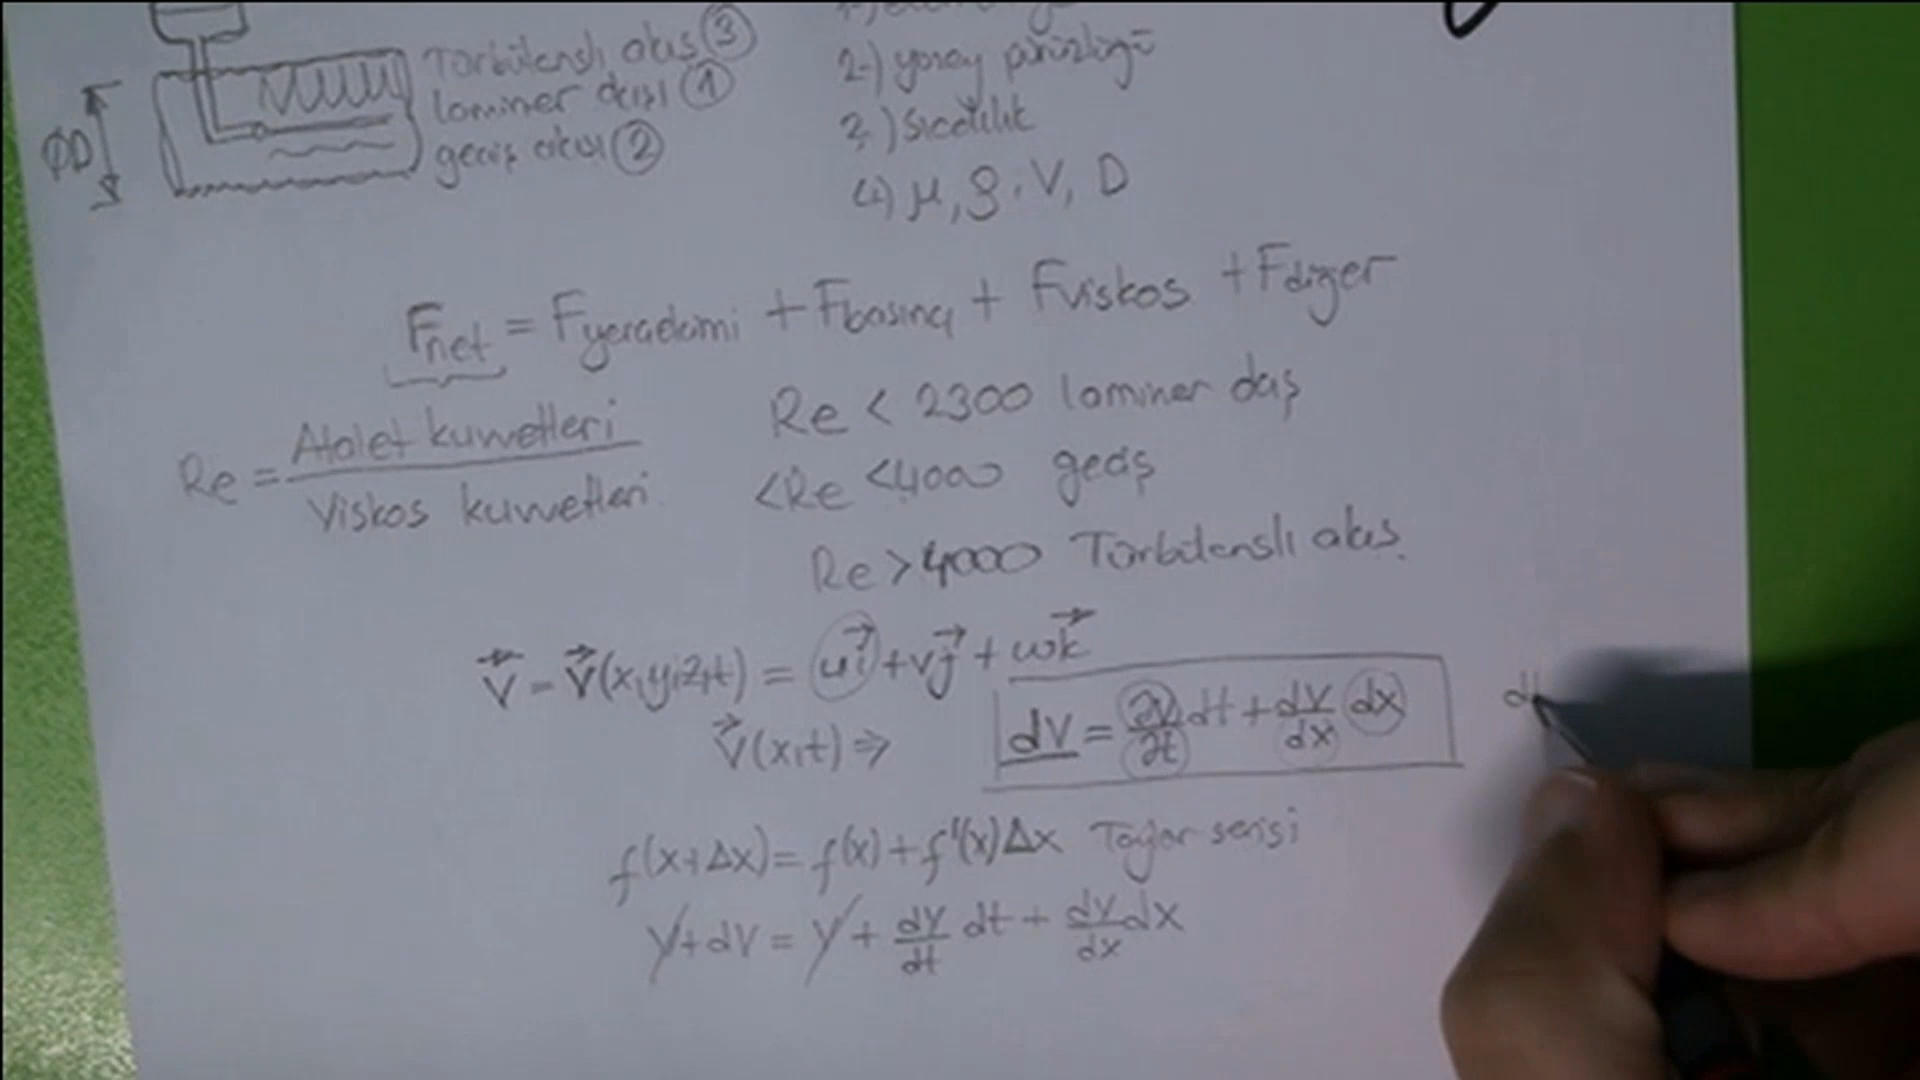 Türbülanslı akış ③
laminer akış ①
geçiş akışı ②
ØD
2-) yüzey pürüzlüğü
3-) Sıcaklık
4) μ, ρ, V, D
Fnet = Fyerçekimi + Fbasınç + Fviskos + Fdiğer
Re = Atalet kuvvetleri / Viskos kuvvetleri
Re < 2300 laminer akış
<Re <4000 geçiş
Re > 4000 Türbülanslı akış.
V⃗ = V⃗(x,y,z,t) = ui⃗ + vj⃗ + wk⃗
V⃗(x,t) ⇒ dV = ∂V/∂t dt + dV/dx dx
f(x+Δx) = f(x) + f'(x)Δx Taylor serisi
V+dV = V + dV/dt dt + dV/dx dx